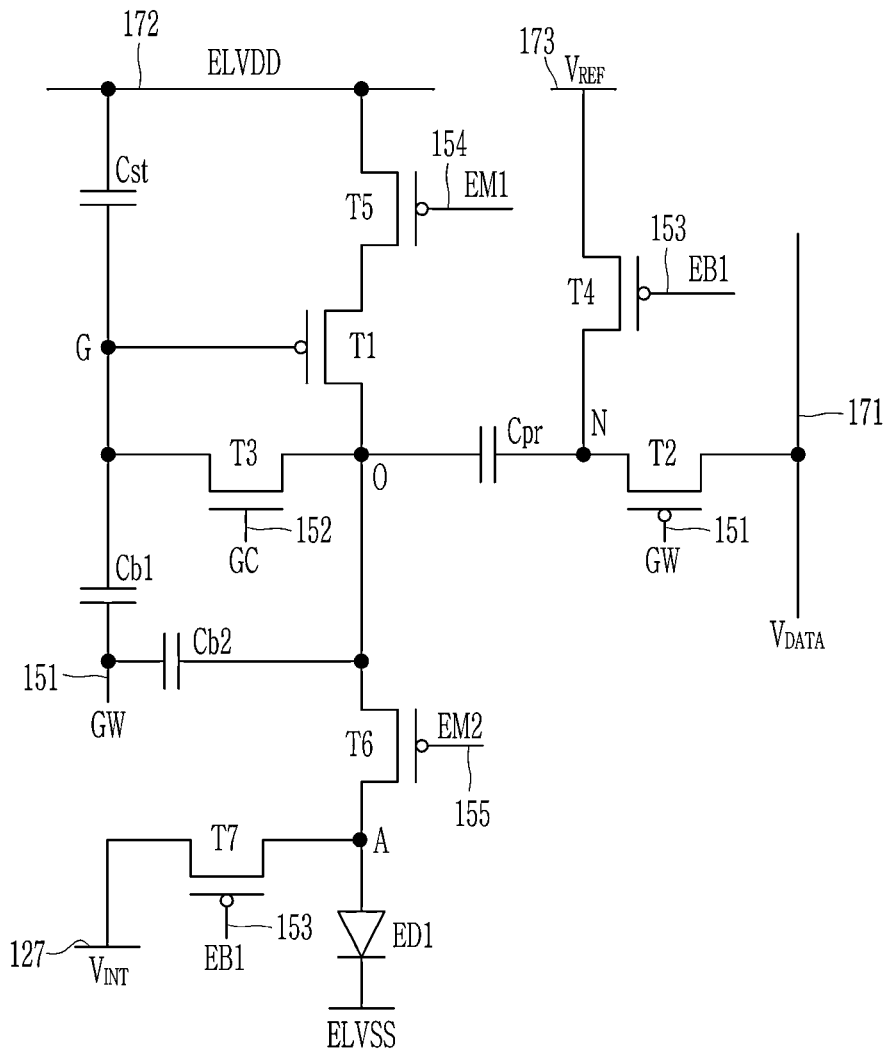 172
ELVDD
173
VREF
Cst
154
EM1
T5
153
EB1
T4
G
T1
171
Cpr
N
T3
O
T2
152
GC
151
GW
Cb1
Cb2
VDATA
151
GW
EM2
T6
155
T7
A
153
EB1
127
VINT
ED1
ELVSS